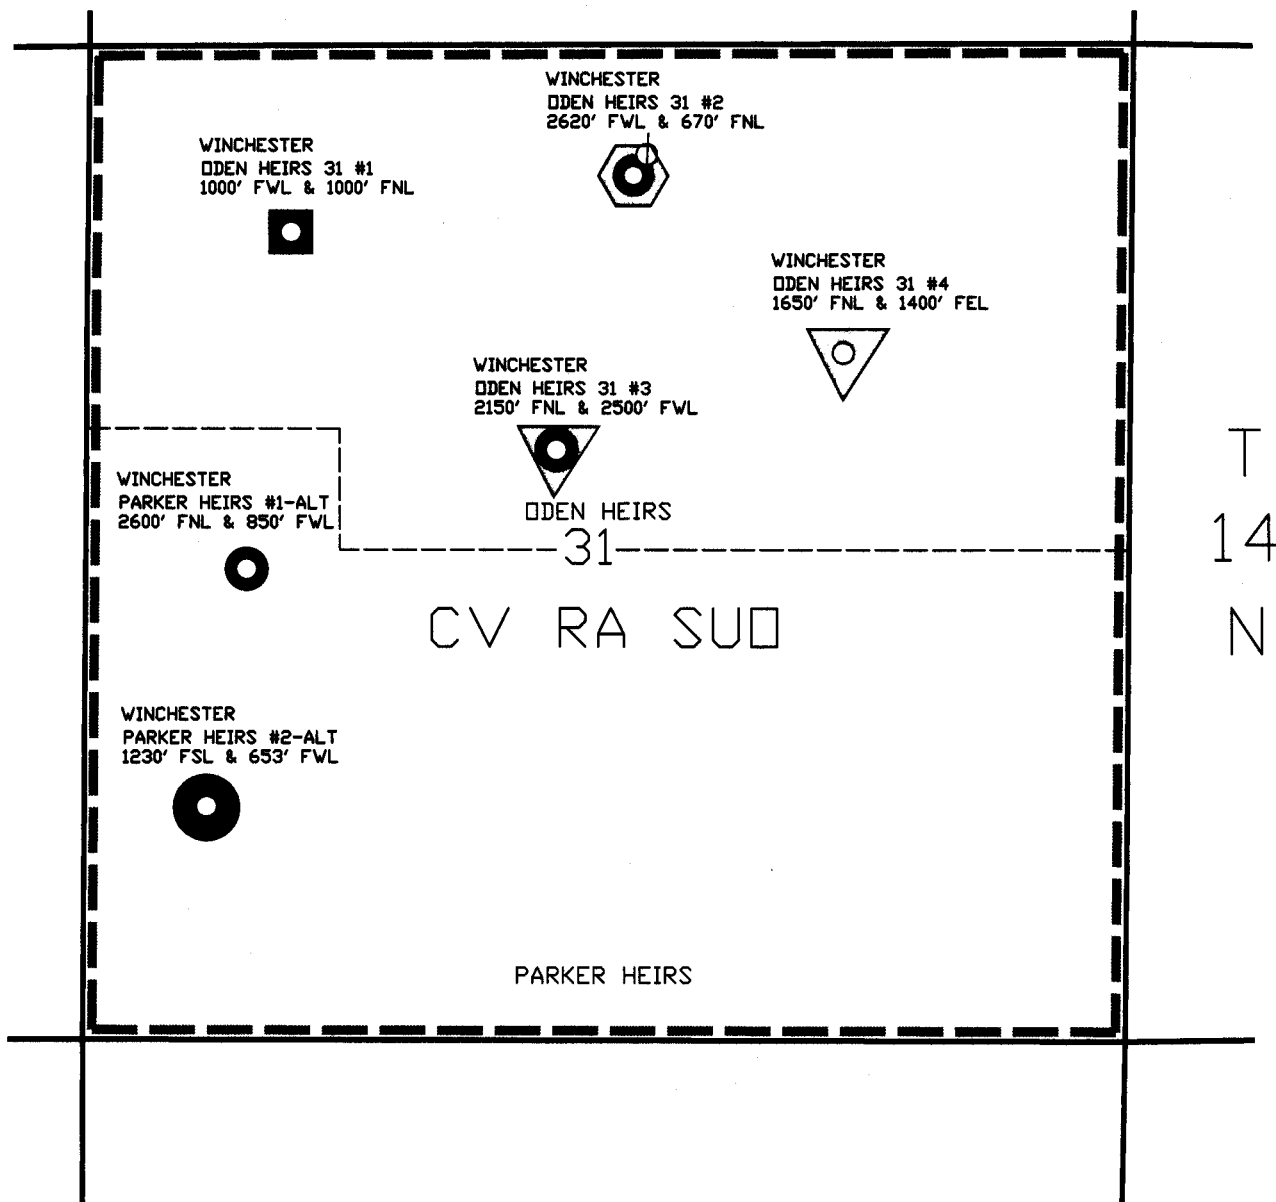 WINCHESTER
ODEN HEIRS 31 #2
2620' FWL & 670' FNL
WINCHESTER
ODEN HEIRS 31 #1
1000' FWL & 1000' FNL
WINCHESTER
ODEN HEIRS 31 #4
1650' FNL & 1400' FEL
WINCHESTER
ODEN HEIRS 31 #3
2150' FNL & 2500' FWL
WINCHESTER
PARKER HEIRS #1-ALT
2600' FNL & 850' FWL
ODEN HEIRS
31
CV RA SUO
T
14
N
WINCHESTER
PARKER HEIRS #2-ALT
1230' FSL & 653' FWL
PARKER HEIRS